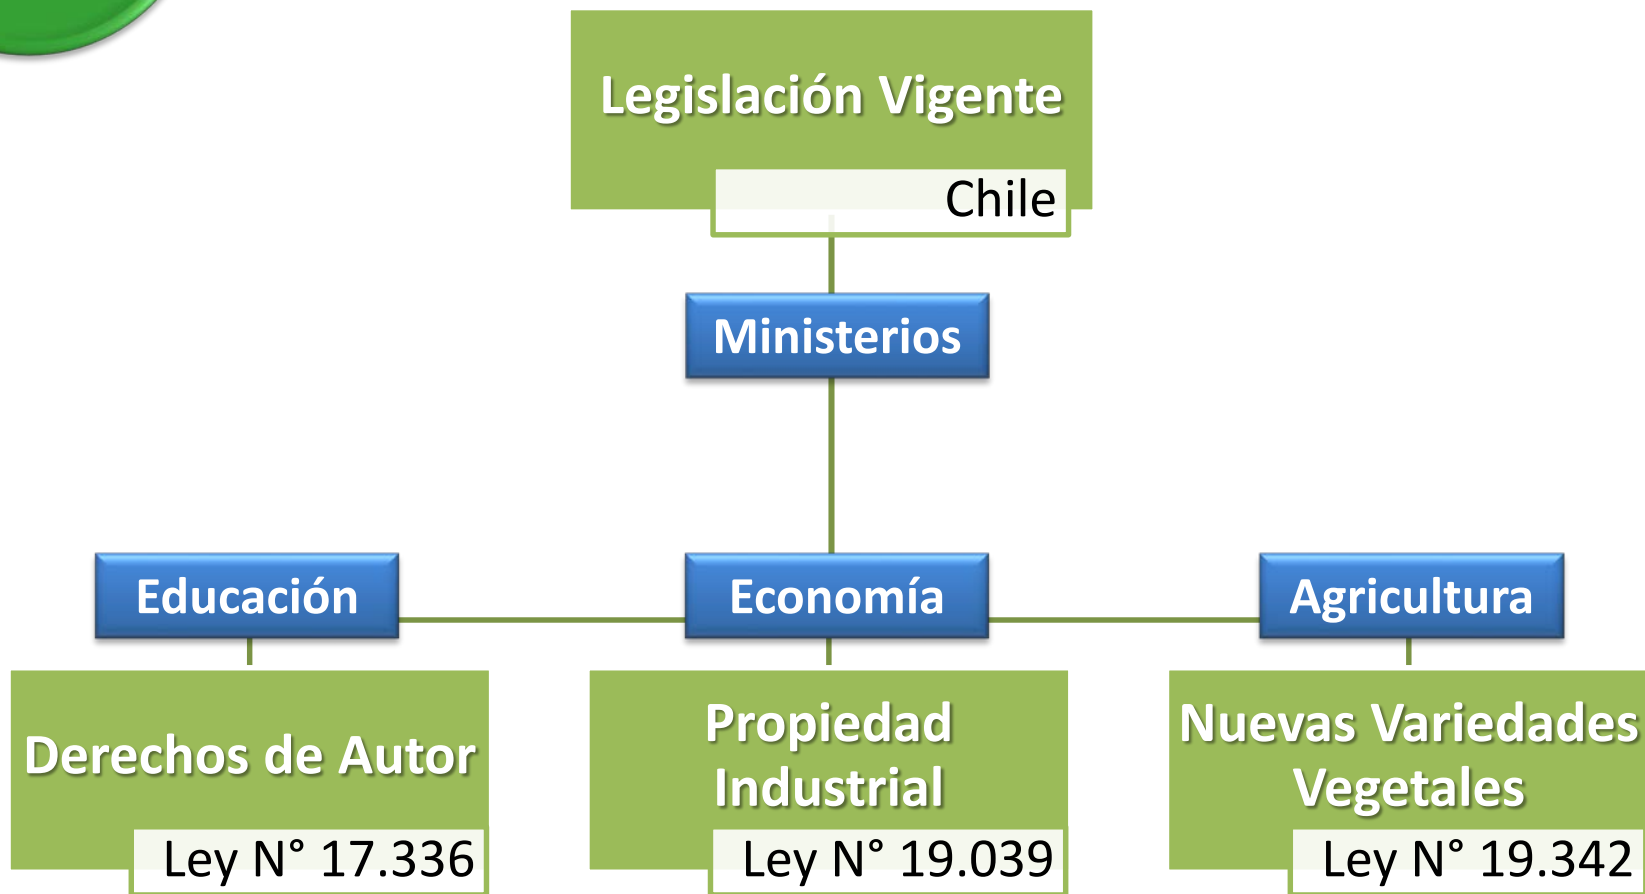 Legislación Vigente
Chile
Ministerios
Educación
Economía
Agricultura
Derechos de Autor
Ley N° 17.336
Propiedad
Industrial
Ley N° 19.039
Nuevas Variedades
Vegetales
Ley N° 19.342